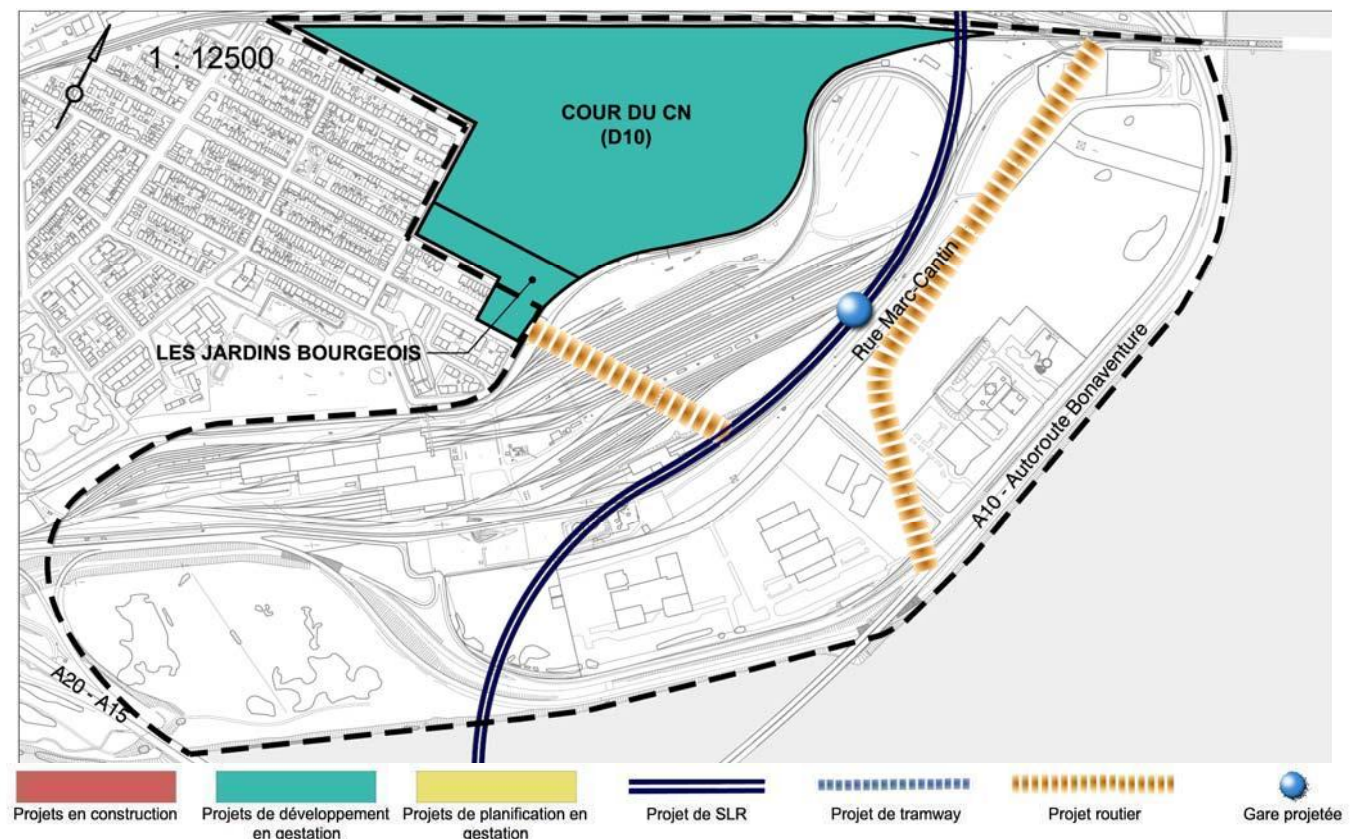 1 : 12500
COUR DU CN
(D10)
LES JARDINS BOURGEOIS
Rue Marc-Cantin
A10 - Autoroute Bonaventure
A20 - A15
Projets en construction
Projets de développement
en gestation
Projets de planification en
gestation
Projet de SLR
Projet de tramway
Projet routier
Gare projetée